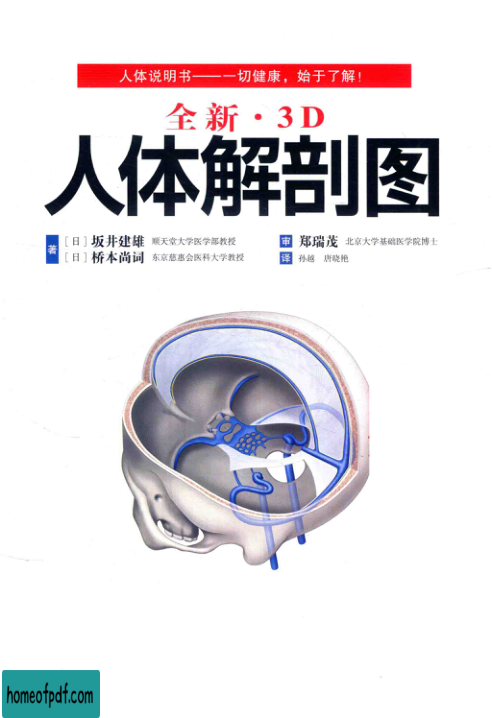 人体说明书——一切健康，始于了解！
全新·3D
人体解剖图
著 [日] 坂井建雄 顺天堂大学医学部教授
[日] 桥本尚词 东京慈惠会医科大学教授
审 郑瑞茂 北京大学基础医学院博士
译 孙越 唐晓艳
homeofpdf.com